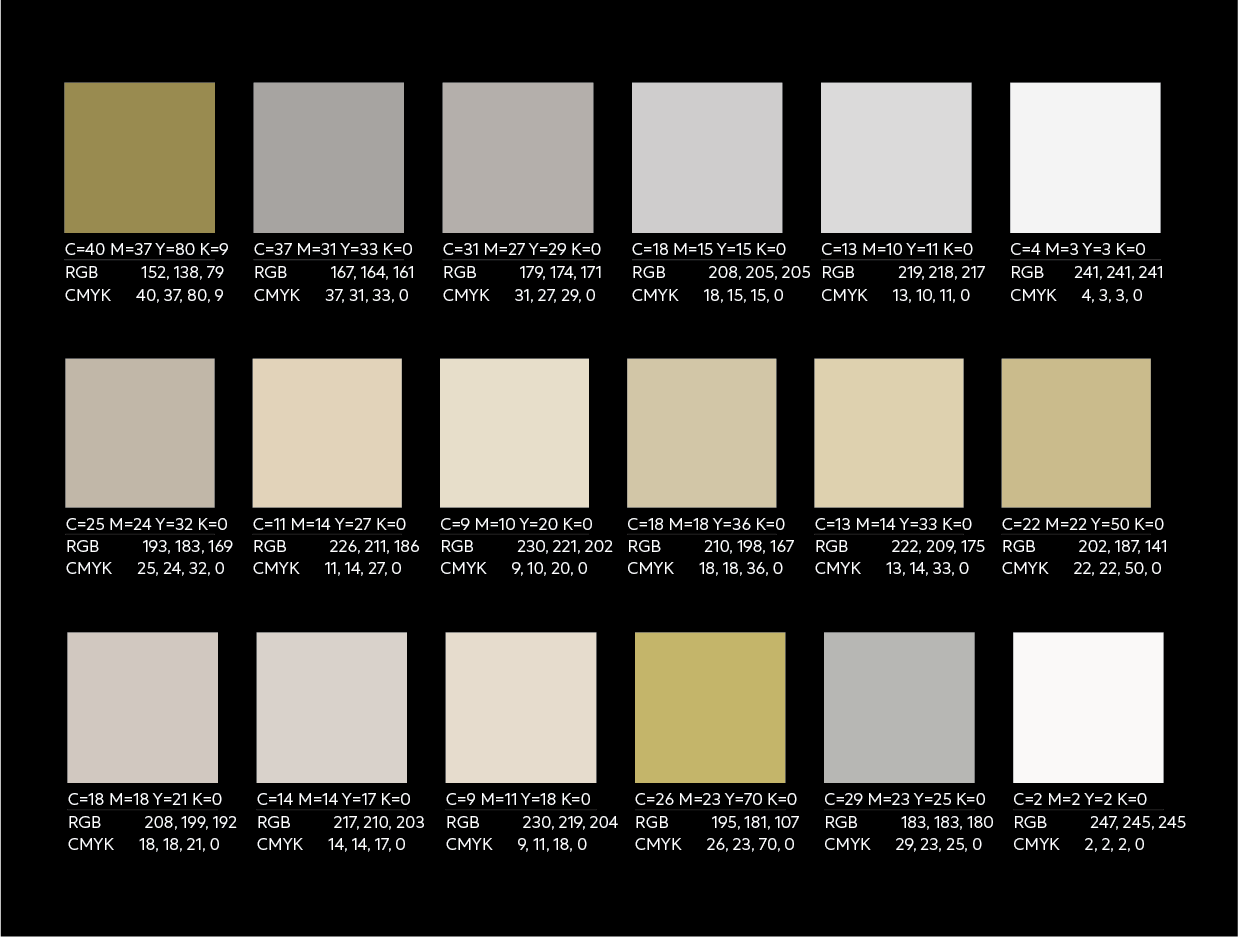 C=40 M=37 Y=80 K=9
RGB 152, 138, 79
CMYK 40, 37, 80, 9
C=37 M=31 Y=33 K=0
RGB 167, 164, 161
CMYK 37, 31, 33, 0
C=31 M=27 Y=29 K=0
RGB 179, 174, 171
CMYK 31, 27, 29, 0
C=18 M=15 Y=15 K=0
RGB 208, 205, 205
CMYK 18, 15, 15, 0
C=13 M=10 Y=11 K=0
RGB 219, 218, 217
CMYK 13, 10, 11, 0
C=4 M=3 Y=3 K=0
RGB 241, 241, 241
CMYK 4, 3, 3, 0
C=25 M=24 Y=32 K=0
RGB 193, 183, 169
CMYK 25, 24, 32, 0
C=11 M=14 Y=27 K=0
RGB 226, 211, 186
CMYK 11, 14, 27, 0
C=9 M=10 Y=20 K=0
RGB 230, 221, 202
CMYK 9, 10, 20, 0
C=18 M=18 Y=36 K=0
RGB 210, 198, 167
CMYK 18, 18, 36, 0
C=13 M=14 Y=33 K=0
RGB 222, 209, 175
CMYK 13, 14, 33, 0
C=22 M=22 Y=50 K=0
RGB 202, 187, 141
CMYK 22, 22, 50, 0
C=18 M=18 Y=21 K=0
RGB 208, 199, 192
CMYK 18, 18, 21, 0
C=14 M=14 Y=17 K=0
RGB 217, 210, 203
CMYK 14, 14, 17, 0
C=9 M=11 Y=18 K=0
RGB 230, 219, 204
CMYK 9, 11, 18, 0
C=26 M=23 Y=70 K=0
RGB 195, 181, 107
CMYK 26, 23, 70, 0
C=29 M=23 Y=25 K=0
RGB 183, 183, 180
CMYK 29, 23, 25, 0
C=2 M=2 Y=2 K=0
RGB 247, 245, 245
CMYK 2, 2, 2, 0